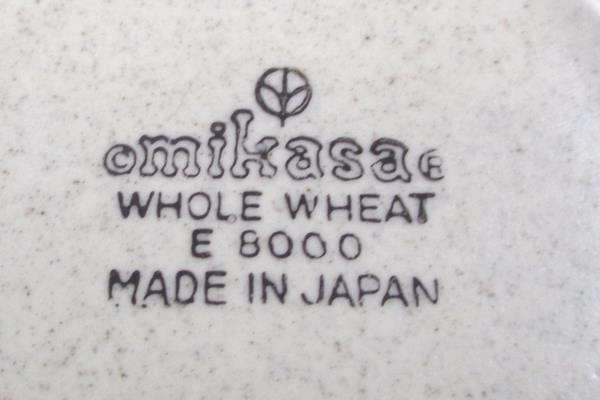 ©mikasa®
WHOLE WHEAT
E 8000
MADE IN JAPAN